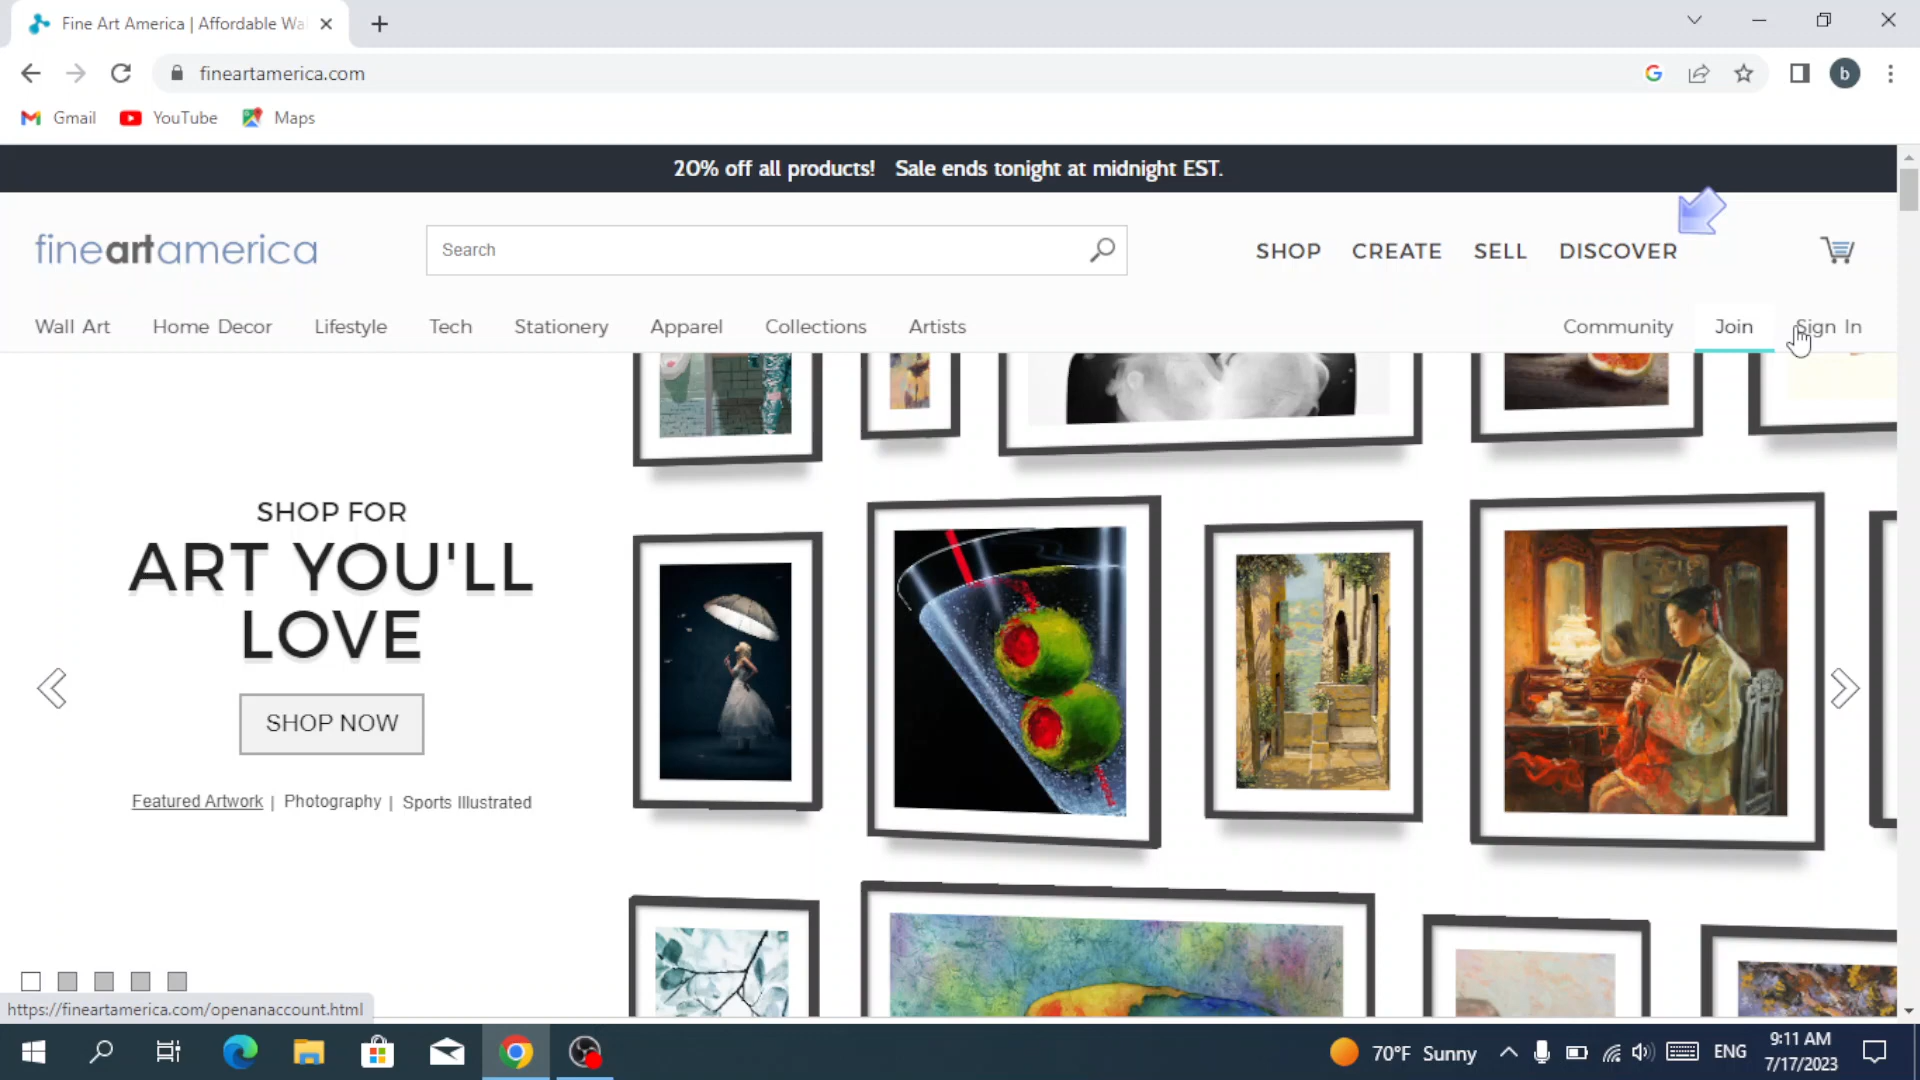 Fine Art America | Affordable Wa
fineartamerica.com
b
Gmail YouTube Maps
20% off all products! Sale ends tonight at midnight EST.
fineartamerica
Search
SHOP CREATE SELL DISCOVER
Wall Art Home Decor Lifestyle Tech Stationery Apparel Collections Artists Community Join Sign In
SHOP FOR
ART YOU'LL
LOVE
SHOP NOW
Featured Artwork | Photography | Sports Illustrated
https://fineartamerica.com/openanaccount.html
70°F Sunny ENG
9:11 AM
7/17/2023